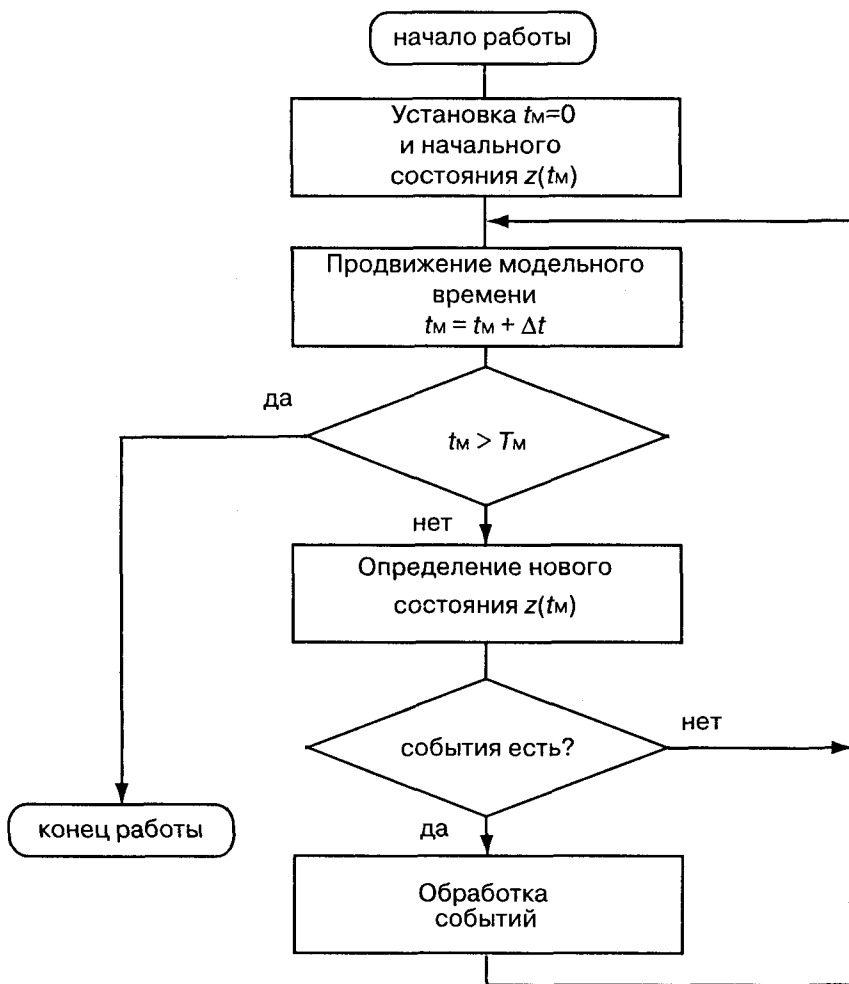 начало работы
Установка tм=0
и начального
состояния z(tм)
Продвижение модельного
времени
tм = tм + Δt
да
tм > Tм
нет
Определение нового
состояния z(tм)
события есть?
нет
конец работы
да
Обработка
событий